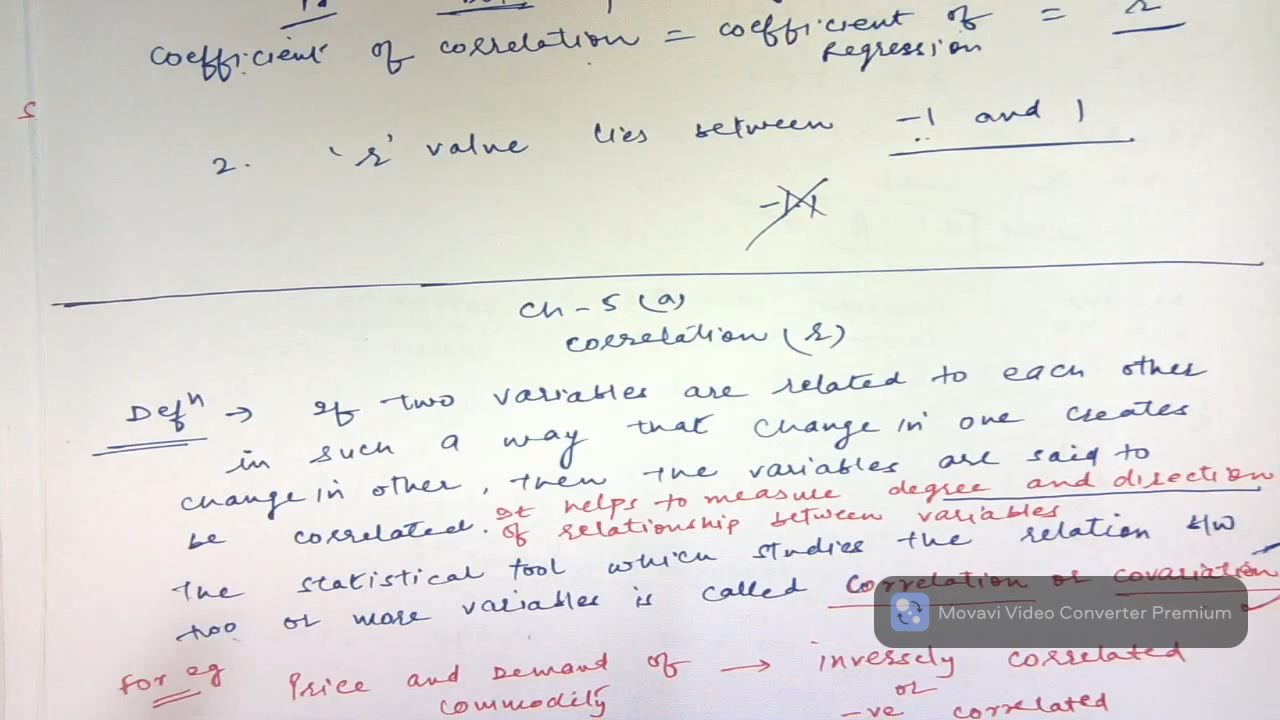 coefficient of correlation = coefficient of regression = r
5
2. 'r' value lies between -1 and 1
Ch - 5 (a)
correlation (r)
Defn → If two variables are related to each other
in such a way that change in one creates
change in other, then the variables are said to
be correlated. It helps to measure degree and direction
of relationship between variables
The statistical tool which studies the relation b/w
two or more variables is called correlation or covariation
Movavi Video Converter Premium
For eg Price and Demand of commodity → inversely correlated
or
-ve correlated